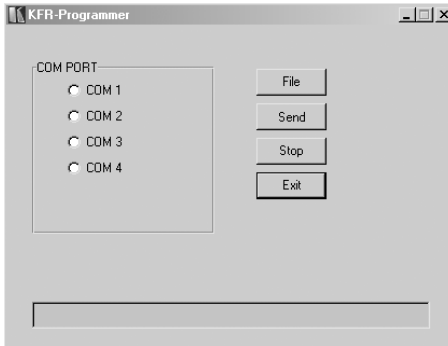 KFR-Programmer
COM PORT
COM 1
COM 2
COM 3
COM 4
File
Send
Stop
Exit